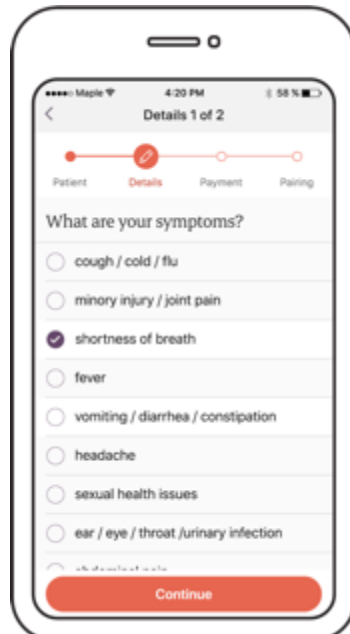 Maple 4:20 PM 58 %
Details 1 of 2
Patient Details Payment Pairing
What are your symptoms?
cough / cold / flu
minory injury / joint pain
shortness of breath
fever
vomiting / diarrhea / constipation
headache
sexual health issues
ear / eye / throat /urinary infection
abdominal pain
Continue